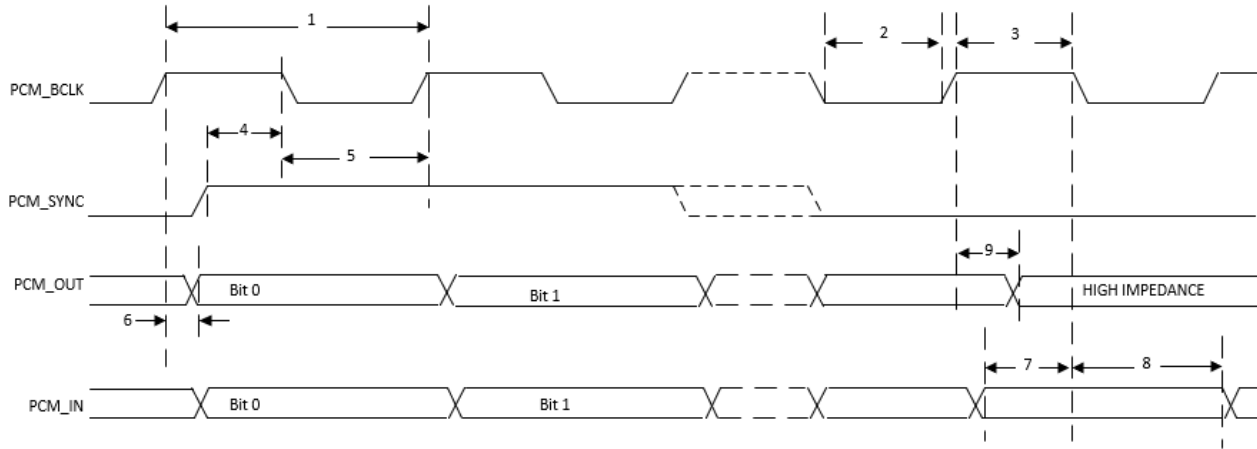 1
2
3
PCM_BCLK
4
5
PCM_SYNC
9
PCM_OUT
Bit 0
Bit 1
HIGH IMPEDANCE
6
7
8
PCM_IN
Bit 0
Bit 1